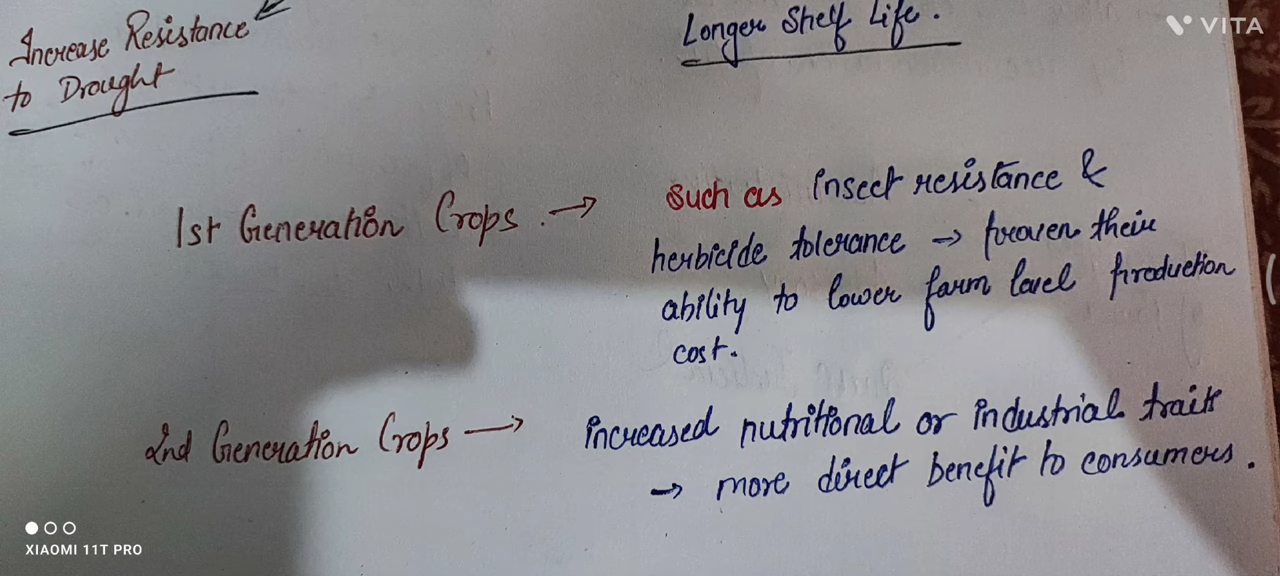 Increase Resistance
to Drought
Longer Shelf Life.
VITA
1st Generation Crops. → such as insect resistance &
herbicide tolerance → proven their
ability to lower farm level production
cost.
2nd Generation Crops → increased nutritional or industrial traits
→ more direct benefit to consumers.
XIAOMI 11T PRO